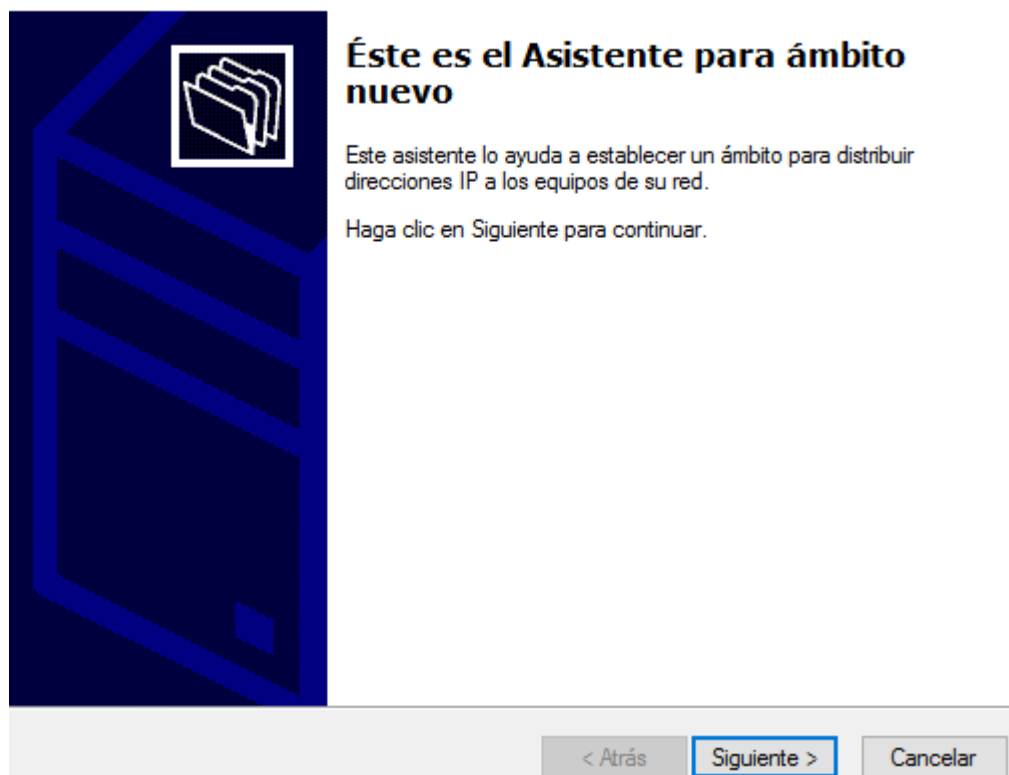 Éste es el Asistente para ámbito
nuevo
Este asistente lo ayuda a establecer un ámbito para distribuir
direcciones IP a los equipos de su red.
Haga clic en Siguiente para continuar.
< Atrás
Siguiente >
Cancelar